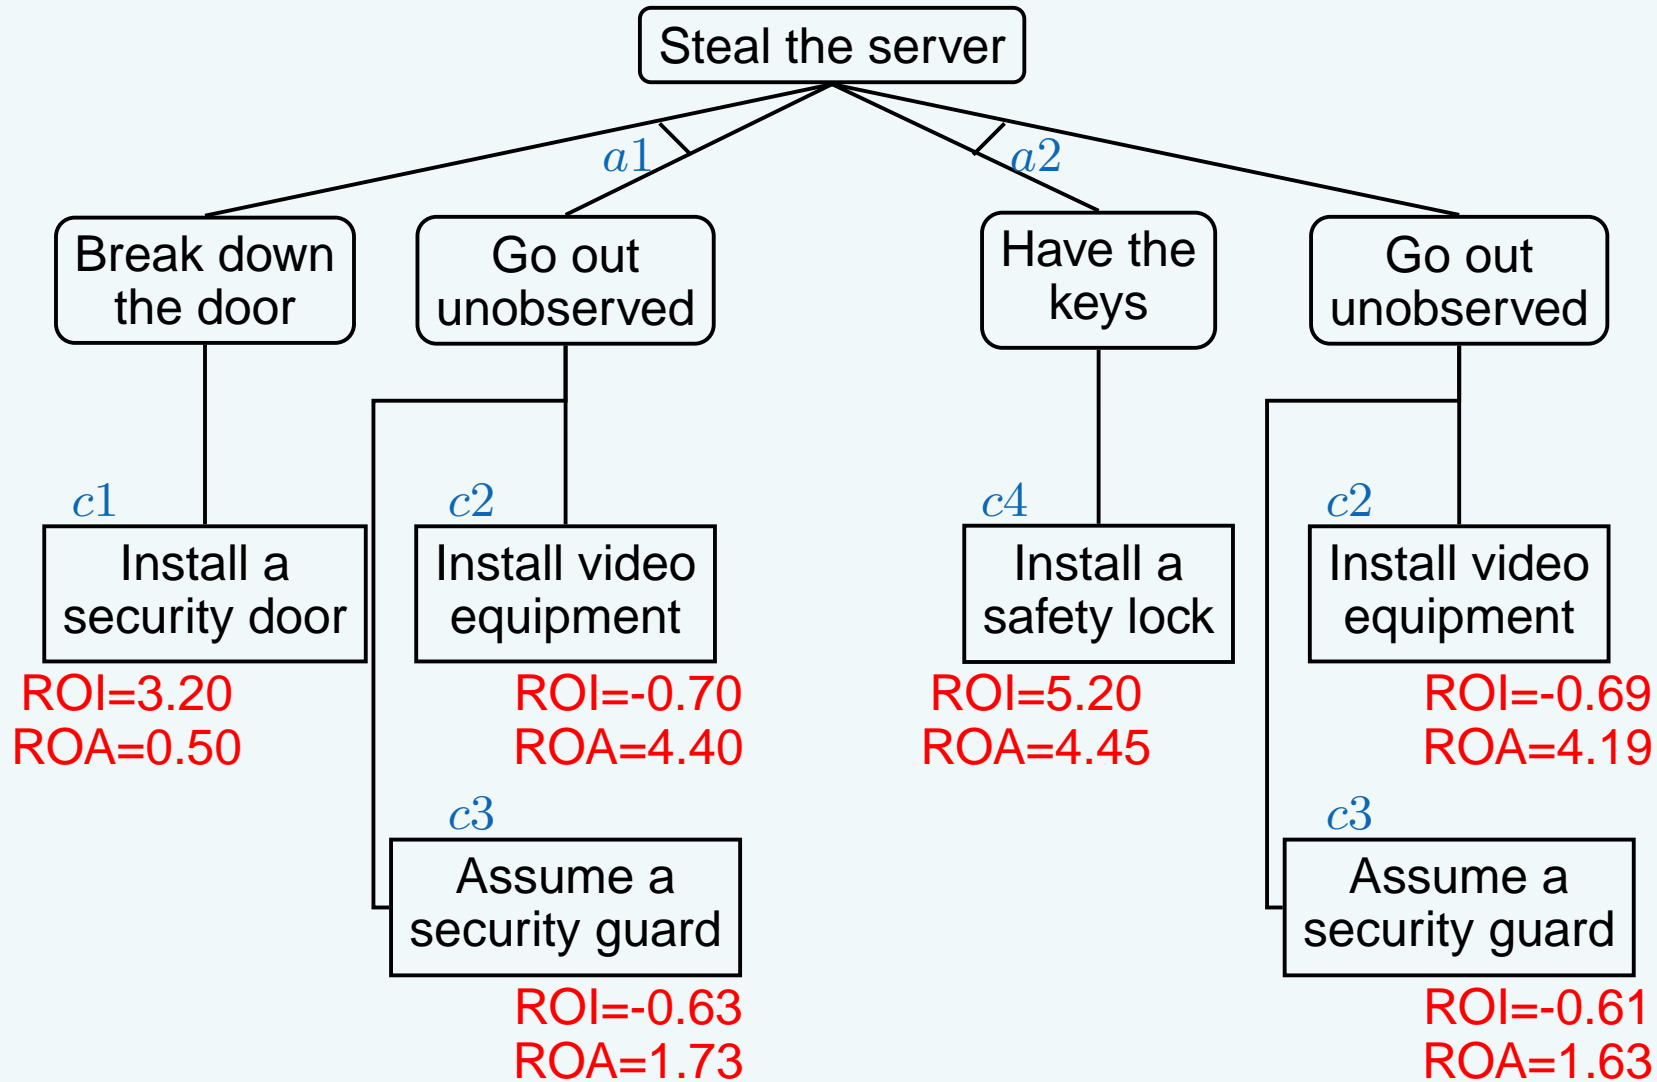 Steal the server
a1
a2
Break down
the door
Go out
unobserved
Have the
keys
Go out
unobserved
c1
Install a
security door
ROI=3.20
ROA=0.50
c2
Install video
equipment
ROI=-0.70
ROA=4.40
c4
Install a
safety lock
ROI=5.20
ROA=4.45
c2
Install video
equipment
ROI=-0.69
ROA=4.19
c3
Assume a
security guard
ROI=-0.63
ROA=1.73
c3
Assume a
security guard
ROI=-0.61
ROA=1.63